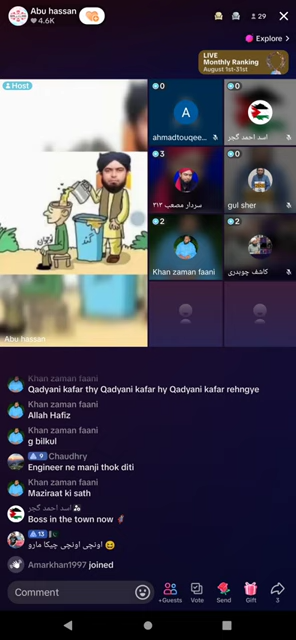 Abu hassan
4.6K
29
Explore >
LIVE
Monthly Ranking
August 1st-31st
Host
0
0
A
ahmadtouqee...
اسد احمد گجر
3
0
سردار مصعب ۳۱۳
gul sher
2
2
Khan zaman faani
کاشف چوہدری
Abu hassan
Khan zaman faani
Qadyani kafar thy Qadyani kafar hy Qadyani kafar rehngye
Khan zaman faani
Allah Hafiz
Khan zaman faani
g bilkul
9 Chaudhry
Engineer ne manji thok diti
Khan zaman faani
Maziraat ki sath
اسد احمد گجر
Boss in the town now
13
اونچی اونچی چیکا مارو 😄
Amarkhan1997 joined
Comment
+Guests
Vote
Send
Gift
3